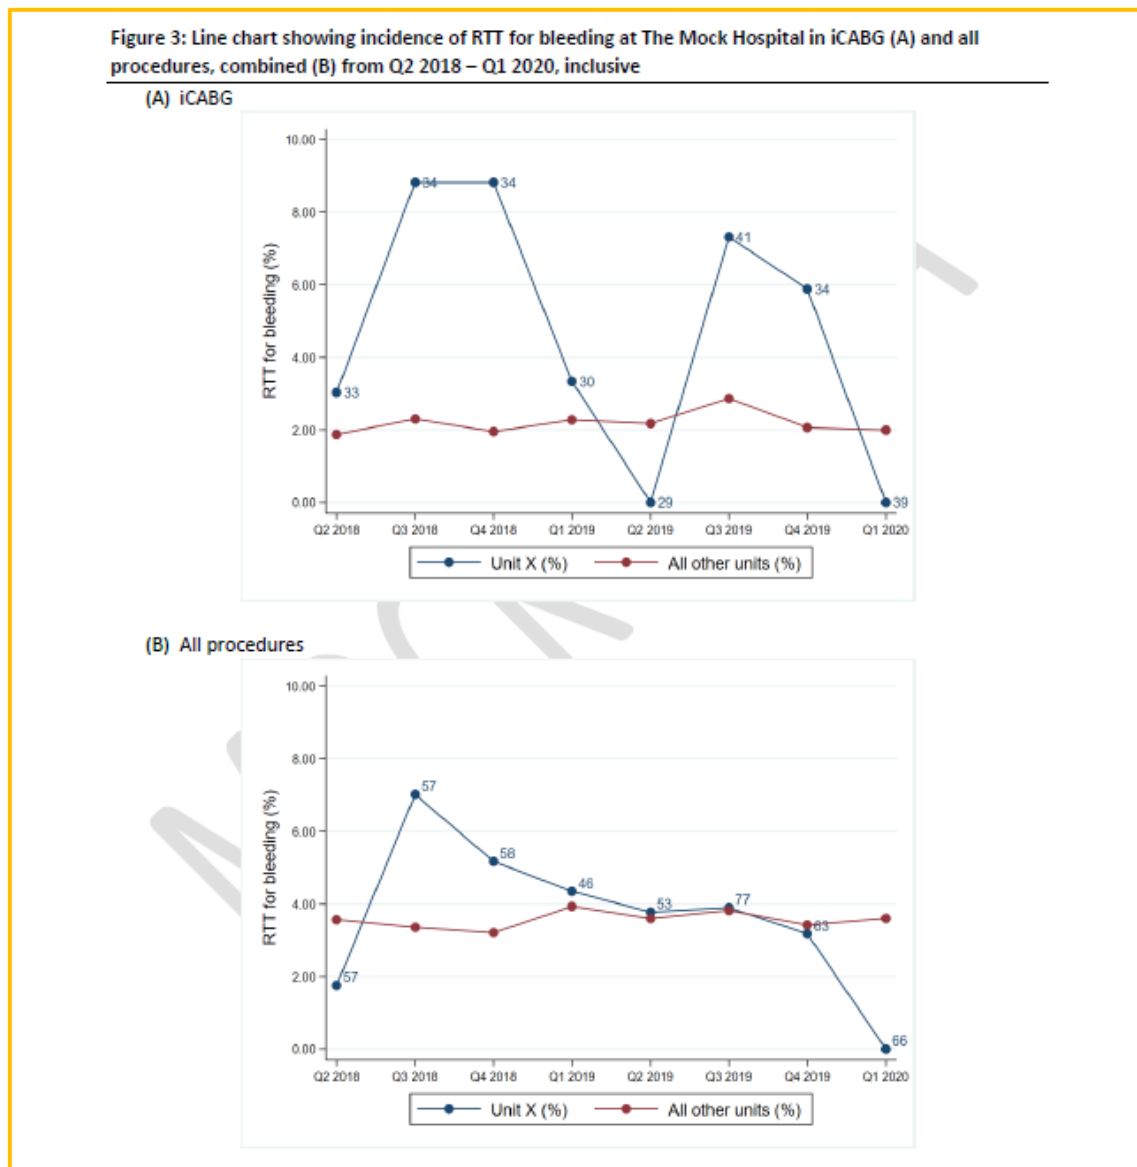 Figure 3: Line chart showing incidence of RTT for bleeding at The Mock Hospital in iCABG (A) and all
procedures, combined (B) from Q2 2018 – Q1 2020, inclusive
(A) iCABG
10.00
8.00
6.00
4.00
2.00
0.00
RTT for bleeding (%)
33
34
34
30
29
41
34
39
Q2 2018 Q3 2018 Q4 2018 Q1 2019 Q2 2019 Q3 2019 Q4 2019 Q1 2020
Unit X (%) All other units (%)
(B) All procedures
10.00
8.00
6.00
4.00
2.00
0.00
RTT for bleeding (%)
57
57
58
46
53
77
63
66
Q2 2018 Q3 2018 Q4 2018 Q1 2019 Q2 2019 Q3 2019 Q4 2019 Q1 2020
Unit X (%) All other units (%)